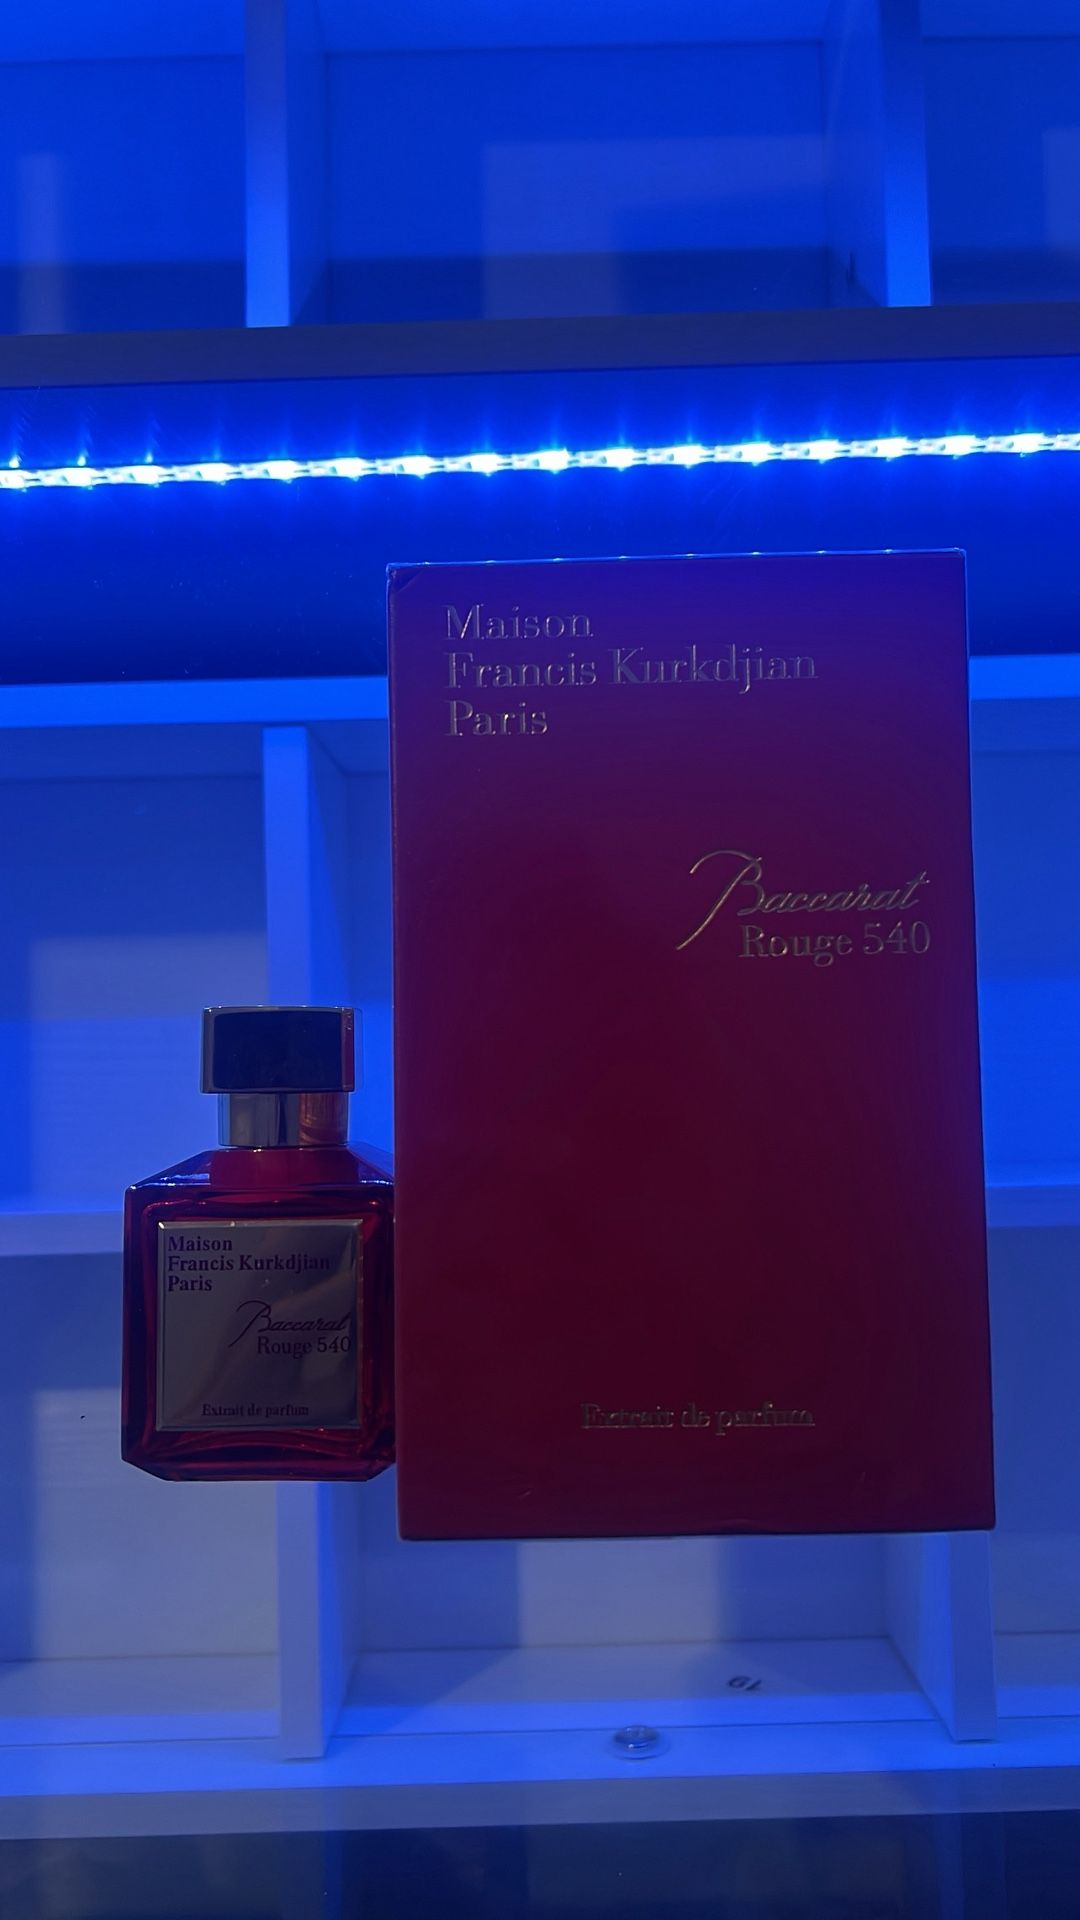 Maison
Francis Kurkdjian
Paris
Baccarat
Rouge 540
Extrait de parfum
Maison
Francis Kurkdjian
Paris
Baccarat
Rouge 540
Extrait de parfum